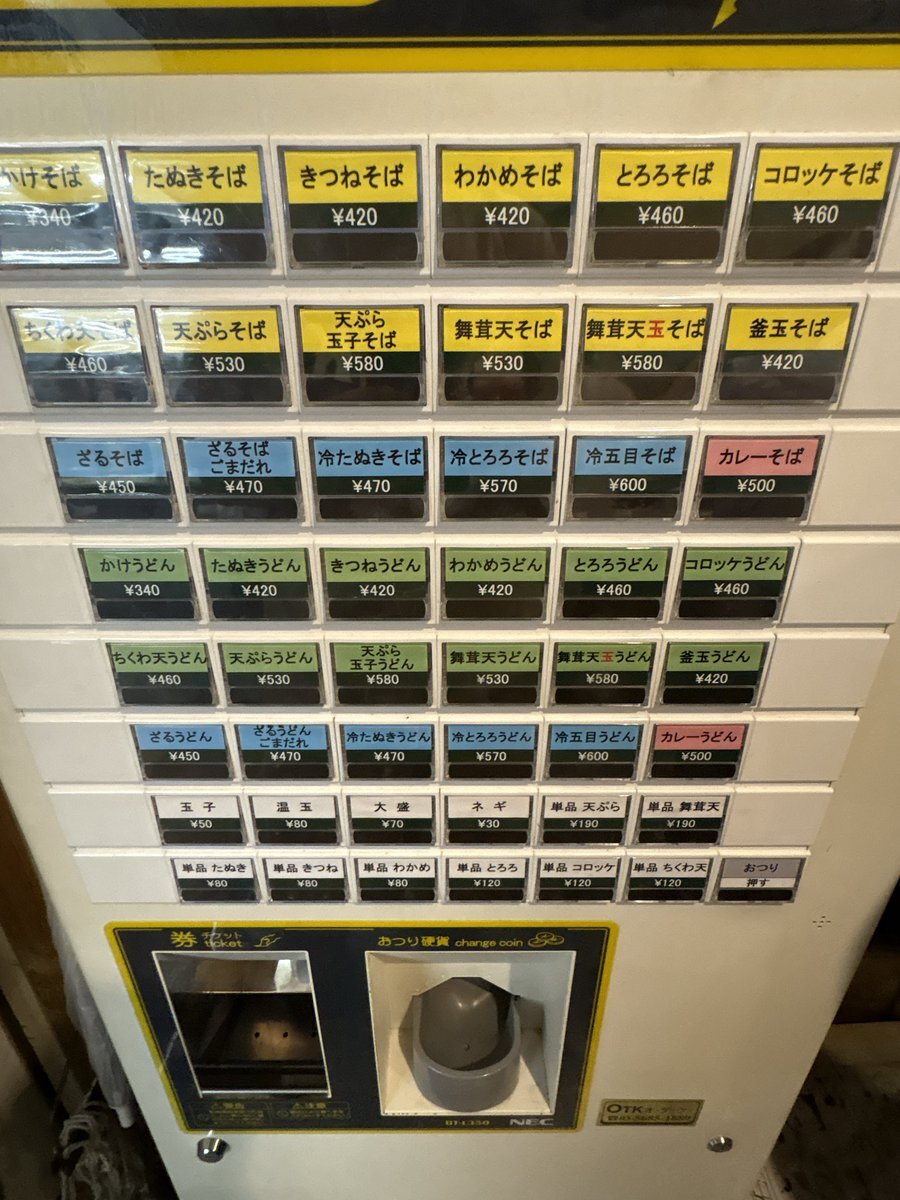 かけそば
¥340
たぬきそば
¥420
きつねそば
¥420
わかめそば
¥420
とろろそば
¥460
コロッケそば
¥460
ちくわ天そば
¥460
天ぷらそば
¥530
天ぷら
玉子そば
¥580
舞茸天そば
¥530
舞茸天玉そば
¥580
釜玉そば
¥420
ざるそば
¥450
ざるそば
ごまだれ
¥470
冷たぬきそば
¥470
冷とろろそば
¥570
冷五目そば
¥600
カレーそば
¥500
かけうどん
¥340
たぬきうどん
¥420
きつねうどん
¥420
わかめうどん
¥420
とろろうどん
¥460
コロッケうどん
¥460
ちくわ天うどん
¥460
天ぷらうどん
¥530
天ぷら
玉子うどん
¥580
舞茸天うどん
¥530
舞茸天玉うどん
¥580
釜玉うどん
¥420
ざるうどん
¥450
ざるうどん
ごまだれ
¥470
冷たぬきうどん
¥470
冷とろろうどん
¥570
冷五目うどん
¥600
カレーうどん
¥500
玉子
¥50
温玉
¥80
大盛
¥70
ネギ
¥30
単品 天ぷら
¥190
単品 舞茸天
¥190
単品 たぬき
¥80
単品 きつね
¥80
単品 わかめ
¥80
単品 とろろ
¥120
単品 コロッケ
¥120
単品 ちくわ天
¥120
おつり
押す
券 チケット ticket
おつり硬貨 change coin
警告
注意
BT-L350 NEC
OTK